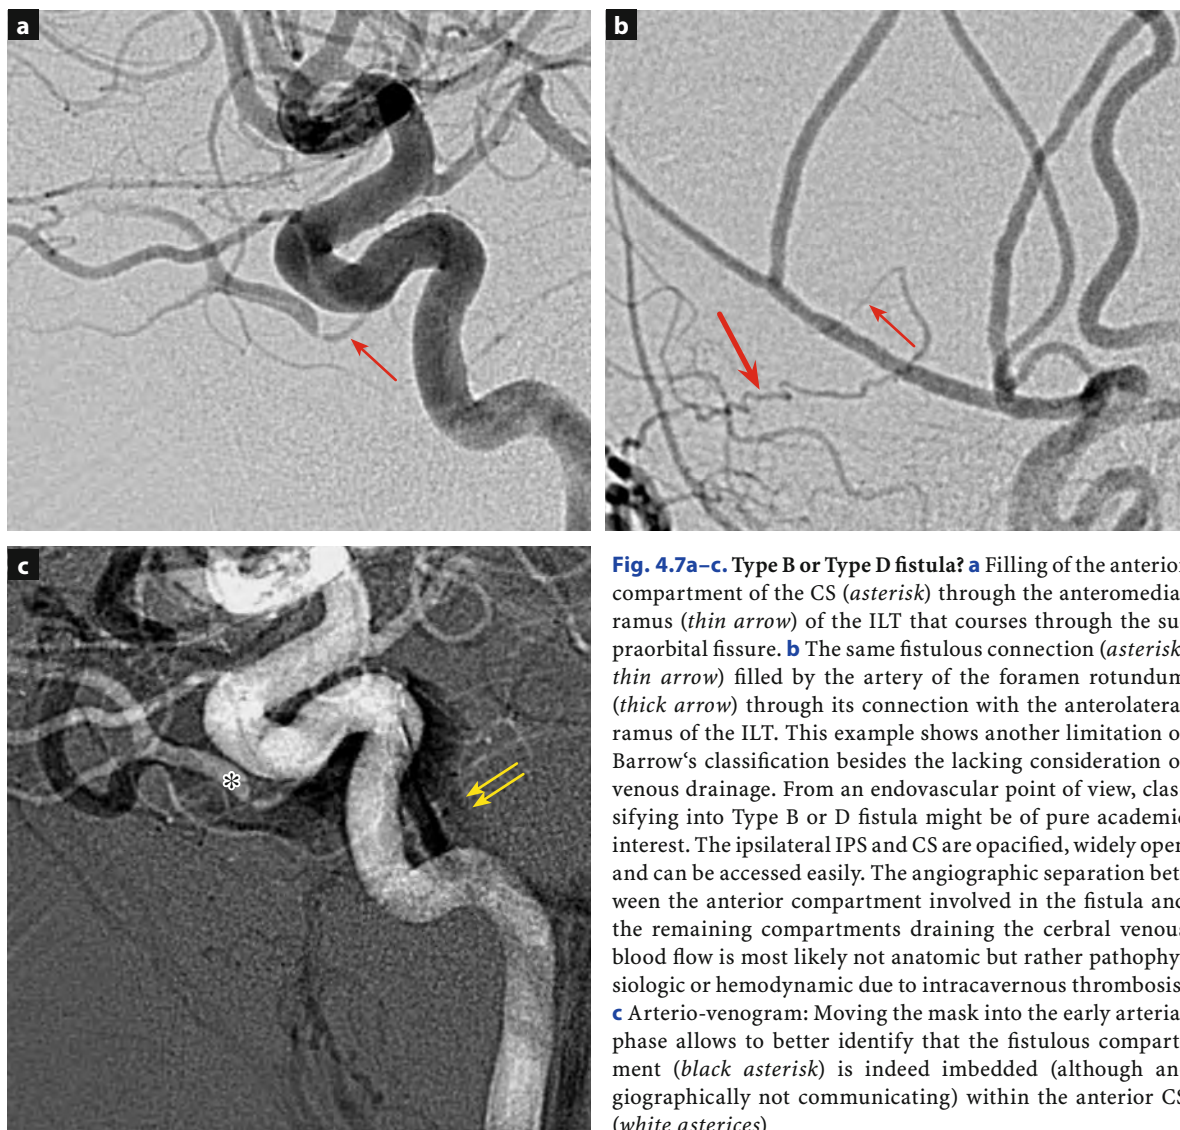 a
b
c
Fig. 4.7a–c. Type B or Type D fistula? a Filling of the anterior
compartment of the CS (asterisk) through the anteromedia
ramus (thin arrow) of the ILT that courses through the su
praorbital fissure. b The same fistulous connection (asterisk
thin arrow) filled by the artery of the foramen rotundum
(thick arrow) through its connection with the anterolatera
ramus of the ILT. This example shows another limitation o
Barrow‘s classification besides the lacking consideration o
venous drainage. From an endovascular point of view, clas
sifying into Type B or D fistula might be of pure academic
interest. The ipsilateral IPS and CS are opacified, widely open
and can be accessed easily. The angiographic separation bet
ween the anterior compartment involved in the fistula and
the remaining compartments draining the cerbral venous
blood flow is most likely not anatomic but rather pathophy
siologic or hemodynamic due to intracavernous thrombosis
c Arterio-venogram: Moving the mask into the early arteria
phase allows to better identify that the fistulous compart
ment (black asterisk) is indeed imbedded (although an
giographically not communicating) within the anterior CS
(white asterices)